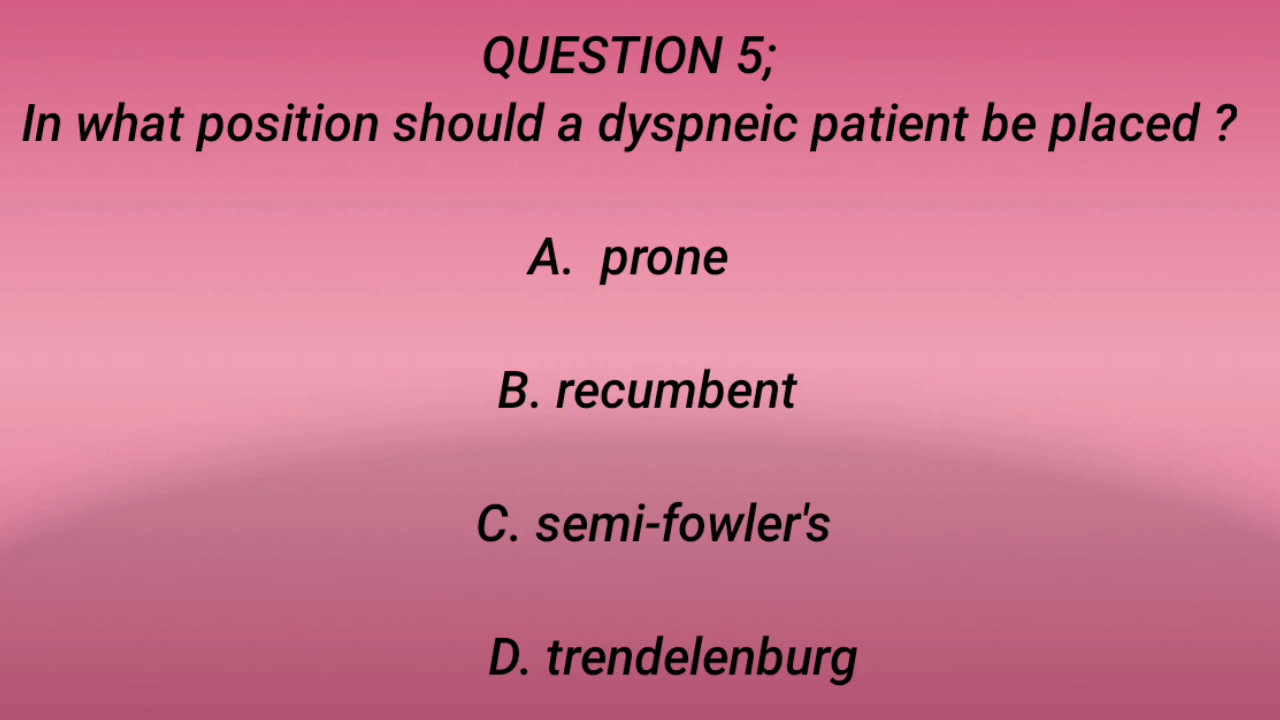 QUESTION 5;
In what position should a dyspneic patient be placed ?
A. prone
B. recumbent
C. semi-fowler's
D. trendelenburg